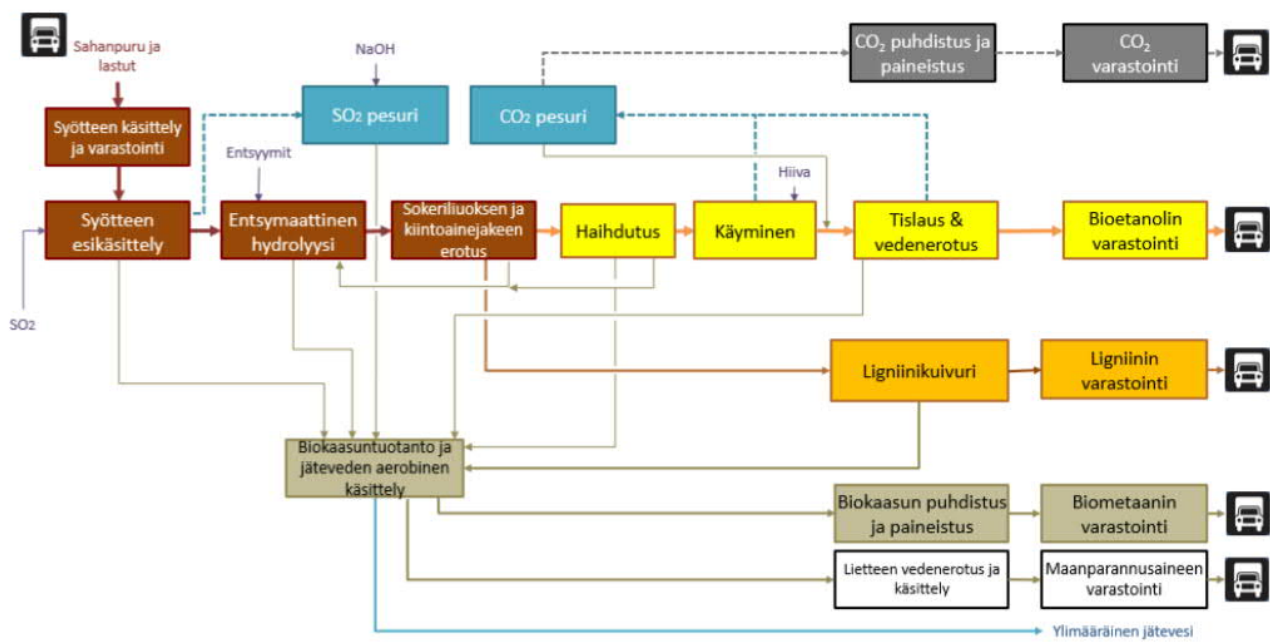 Sahanpuru ja
lastut
NaOH
CO2 puhdistus ja
paineistus
CO2
varastointi
Syötteen käsittely
ja varastointi
SO2 pesuri
CO2 pesuri
Entsyymit
Hiiva
Syötteen
esikäsittely
Entsymaattinen
hydrolyysi
Sokeriliuoksen ja
kiintoainejakeen
erotus
Haihdutus
Käyminen
Tislaus &
vedenerotus
Bioetanolin
varastointi
SO2
Ligniinikuivuri
Ligniinin
varastointi
Biokaasuntuotanto ja
jäteveden aerobinen
käsittely
Biokaasun puhdistus
ja paineistus
Biometaanin
varastointi
Lietteen vedenerotus ja
käsittely
Maanparannusaineen
varastointi
Ylimääräinen jätevesi